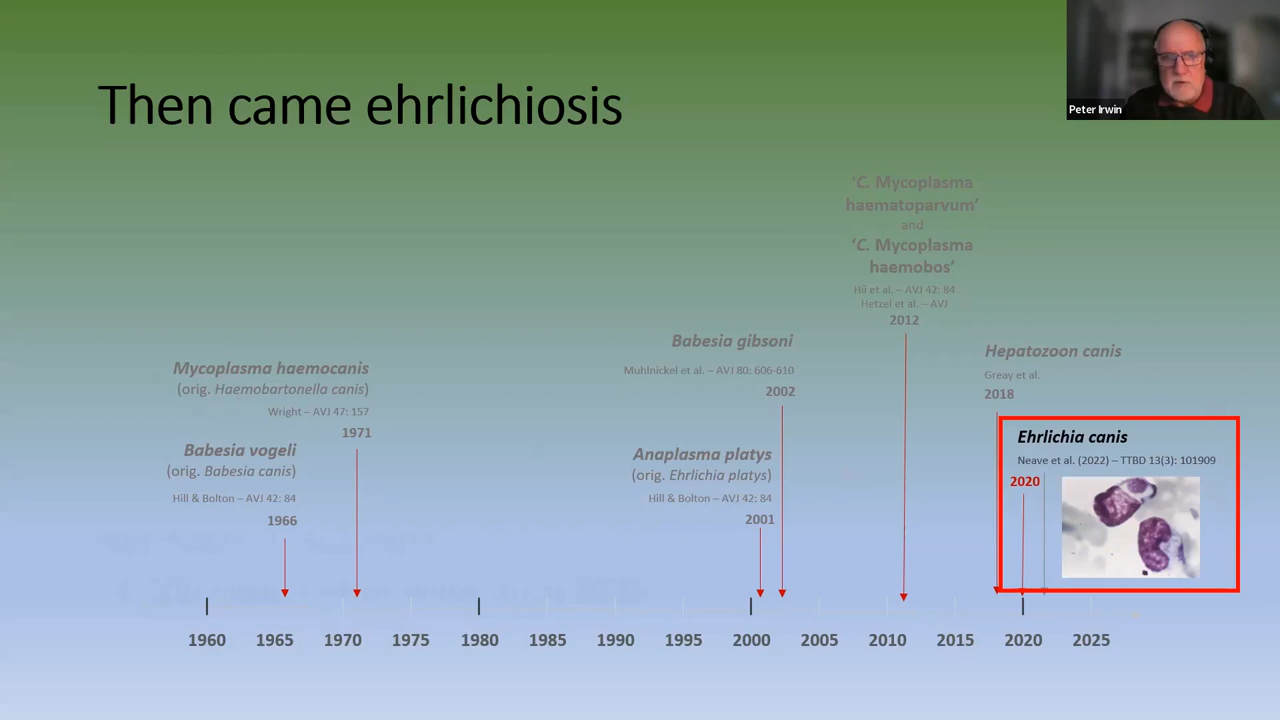 Then came ehrlichiosis
Peter Irwin
‘C. Mycoplasma
haematoparvum’
and
‘C. Mycoplasma
haemobos’
Hii et al. – AVJ 42: 84
Hetzel et al. – AVJ
2012
Babesia gibsoni
Muhlnickel et al. – AVJ 80: 606-610
2002
Hepatozoon canis
Greay et al.
2018
Mycoplasma haemocanis
(orig. Haemobartonella canis)
Wright – AVJ 47: 157
1971
Babesia vogeli
(orig. Babesia canis)
Hill & Bolton – AVJ 42: 84
1966
Anaplasma platys
(orig. Ehrlichia platys)
Hill & Bolton – AVJ 42: 84
2001
Ehrlichia canis
Neave et al. (2022) – TTBD 13(3): 101909
2020
1960 1965 1970 1975 1980 1985 1990 1995 2000 2005 2010 2015 2020 2025